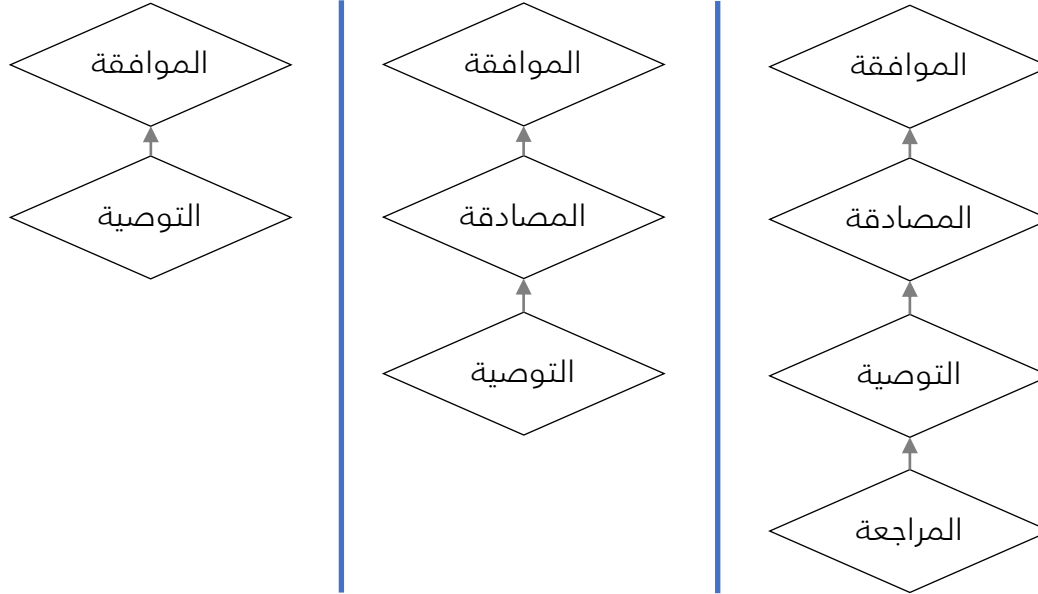 الموافقة
المصادقة
التوصية
المراجعة
الموافقة
المصادقة
التوصية
الموافقة
التوصية